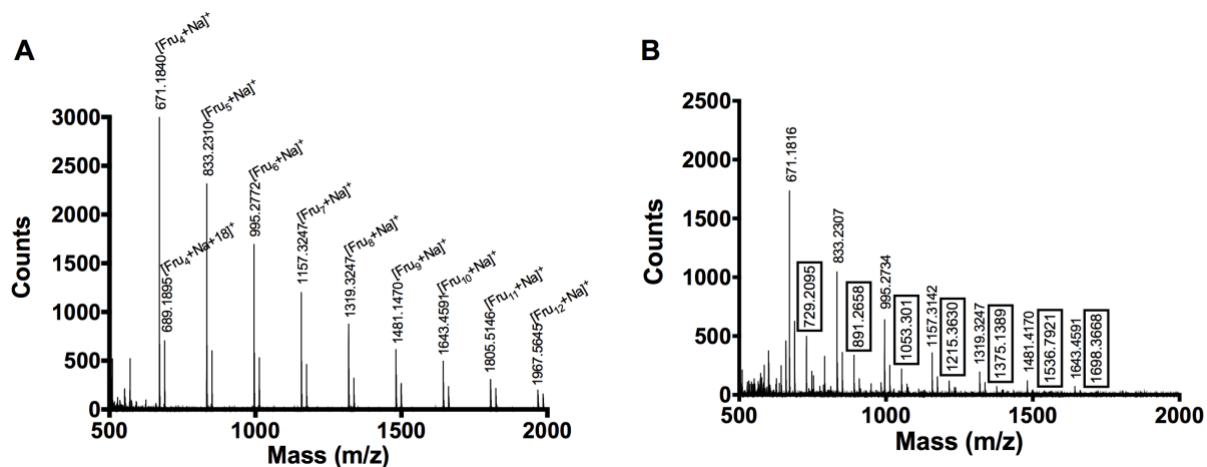 A
[Fru4+Na]+
671.1840
[Fru5+Na]+
833.2310
[Fru6+Na]+
995.2772
[Fru7+Na]+
1157.3247
[Fru8+Na]+
1319.3247
[Fru9+Na]+
1481.1470
[Fru10+Na]+
1643.4591
[Fru11+Na]+
1805.5146
[Fru12+Na]+
1967.5645
[Fru4+Na+18]+
689.1895
Counts
3000
2500
2000
1500
1000
500
0
500
1000
1500
2000
Mass (m/z)
B
671.1816
833.2307
995.2734
1157.3142
1319.3247
1481.4170
1643.4591
729.2095
891.2658
1053.301
1215.3630
1375.1389
1536.7921
1698.3668
Counts
2500
2000
1500
1000
500
0
500
1000
1500
2000
Mass (m/z)